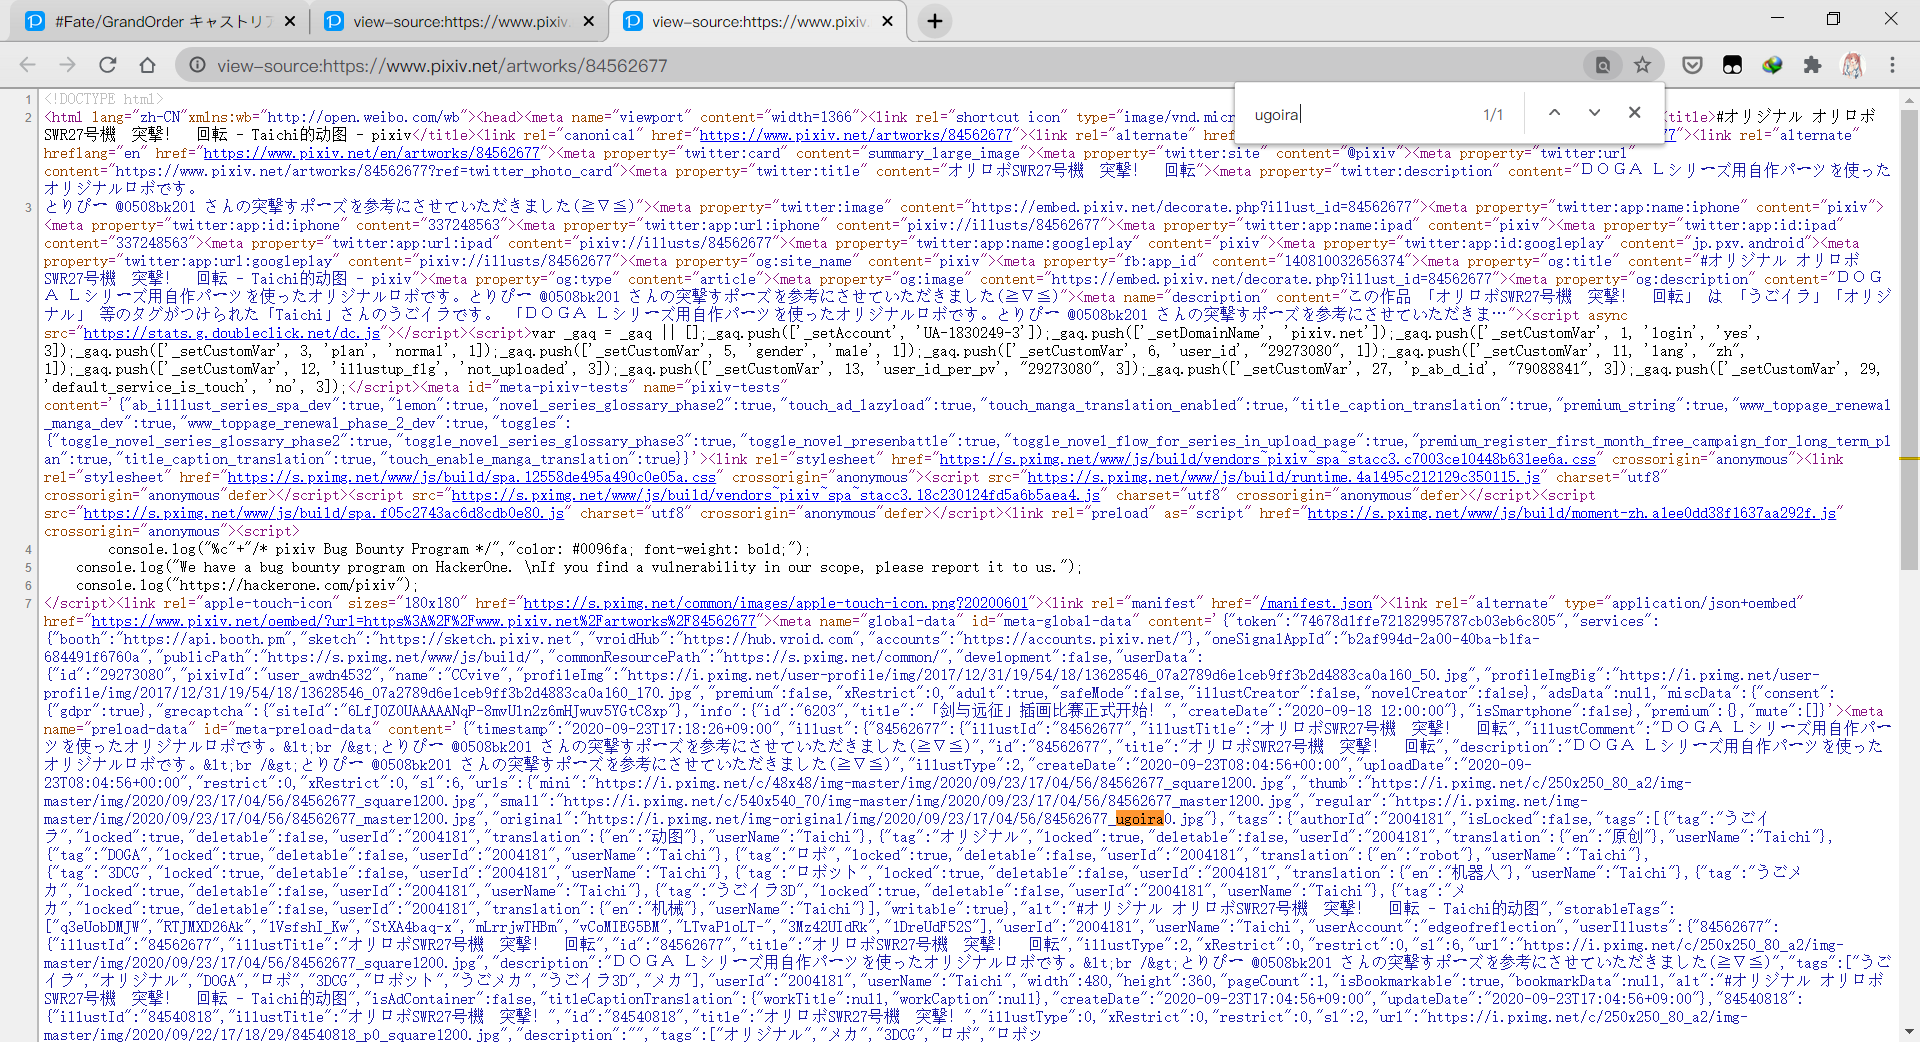 #Fate/GrandOrder キャストリア
view-source:https://www.pixiv.
view-source:https://www.pixiv.
view-source:https://www.pixiv.net/artworks/84562677
ugoira
1/1
1 <!DOCTYPE html>
2 <html lang="zh-CN"xmlns:wb="http://open.weibo.com/wb"><head><meta name="viewport" content="width=1366"><link rel="shortcut icon" type="image/vnd.micr
title>#オリジナル オリロボ
SWR27号機 突撃! 回転 - Taichi的动图 - pixiv</title><link rel="canonical" href="https://www.pixiv.net/artworks/84562677"><link rel="alternate" href
7"><link rel="alternate"
hreflang="en" href="https://www.pixiv.net/en/artworks/84562677"><meta property="twitter:card" content="summary_large_image"><meta property="twitter:site" content="@pixiv"><meta property="twitter:url"
content="https://www.pixiv.net/artworks/84562677?ref=twitter_photo_card"><meta property="twitter:title" content="オリロボSWR27号機 突撃! 回転"><meta property="twitter:description" content="ＤＯＧＡ Ｌシリーズ用自作パーツを使った
オリジナルロボです。
3 とりぴー @0508bk201 さんの突撃すポーズを参考にさせていただきました(≧∇≦)"><meta property="twitter:image" content="https://embed.pixiv.net/decorate.php?illust_id=84562677"><meta property="twitter:app:name:iphone" content="pixiv">
<meta property="twitter:app:id:iphone" content="337248563"><meta property="twitter:app:url:iphone" content="pixiv://illusts/84562677"><meta property="twitter:app:name:ipad" content="pixiv"><meta property="twitter:app:id:ipad"
content="337248563"><meta property="twitter:app:url:ipad" content="pixiv://illusts/84562677"><meta property="twitter:app:name:googleplay" content="pixiv"><meta property="twitter:app:id:googleplay" content="jp.pxv.android"><meta
property="twitter:app:url:googleplay" content="pixiv://illusts/84562677"><meta property="og:site_name" content="pixiv"><meta property="fb:app_id" content="140810032656374"><meta property="og:title" content="#オリジナル オリロボ
SWR27号機 突撃! 回転 - Taichi的动图 - pixiv"><meta property="og:type" content="article"><meta property="og:image" content="https://embed.pixiv.net/decorate.php?illust_id=84562677"><meta property="og:description" content="ＤＯＧ
Ａ Ｌシリーズ用自作パーツを使ったオリジナルロボです。とりぴー @0508bk201 さんの突撃すポーズを参考にさせていただきました(≧∇≦)"><meta name="description" content="この作品 「オリロボSWR27号機 突撃! 回転」 は 「うごイラ」「オリジ
ナル」 等のタグがつけられた「Taichi」さんのうごイラです。 「ＤＯＧＡ Ｌシリーズ用自作パーツを使ったオリジナルロボです。とりぴー @0508bk201 さんの突撃すポーズを参考にさせていただきま…"><script async
src="https://stats.g.doubleclick.net/dc.js"></script><script>var _gaq = _gaq || [];_gaq.push(['_setAccount', 'UA-1830249-3']);_gaq.push(['_setDomainName', 'pixiv.net']);_gaq.push(['_setCustomVar', 1, 'login', 'yes',
3]);_gaq.push(['_setCustomVar', 3, 'plan', 'normal', 1]);_gaq.push(['_setCustomVar', 5, 'gender', 'male', 1]);_gaq.push(['_setCustomVar', 6, 'user_id', "29273080", 1]);_gaq.push(['_setCustomVar', 11, 'lang', "zh",
1]);_gaq.push(['_setCustomVar', 12, 'illustup_flg', 'not_uploaded', 3]);_gaq.push(['_setCustomVar', 13, 'user_id_per_pv', "29273080", 3]);_gaq.push(['_setCustomVar', 27, 'p_ab_d_id', "79088841", 3]);_gaq.push(['_setCustomVar', 29,
'default_service_is_touch', 'no', 3]);</script><meta id="meta-pixiv-tests" name="pixiv-tests"
content='{"ab_illlust_series_spa_dev":true,"lemon":true,"novel_series_glossary_phase2":true,"touch_ad_lazyload":true,"touch_manga_translation_enabled":true,"title_caption_translation":true,"premium_string":true,"www_toppage_renewal
_manga_dev":true,"www_toppage_renewal_phase_2_dev":true,"toggles":
{"toggle_novel_series_glossary_phase2":true,"toggle_novel_series_glossary_phase3":true,"toggle_novel_presenbattle":true,"toggle_novel_flow_for_series_in_upload_page":true,"premium_register_first_month_free_campaign_for_long_term_pl
an":true,"title_caption_translation":true,"touch_enable_manga_translation":true}}'><link rel="stylesheet" href="https://s.pximg.net/www/js/build/vendors~pixiv~spa~stacc3.c7003ce10448b631ee6a.css" crossorigin="anonymous"><link
rel="stylesheet" href="https://s.pximg.net/www/js/build/spa.12558de495a490c0e05a.css" crossorigin="anonymous"><script src="https://s.pximg.net/www/js/build/runtime.4a1495c212129c350115.js" charset="utf8"
crossorigin="anonymous"defer></script><script src="https://s.pximg.net/www/js/build/vendors~pixiv~spa~stacc3.18c230124fd5a6b5aea4.js" charset="utf8" crossorigin="anonymous"defer></script><script
src="https://s.pximg.net/www/js/build/spa.f05c2743ac6d8cdb0e80.js" charset="utf8" crossorigin="anonymous"defer></script><link rel="preload" as="script" href="https://s.pximg.net/www/js/build/moment-zh.a1ee0dd38f1637aa292f.js"
crossorigin="anonymous"><script>
4 console.log("%c"+"/* pixiv Bug Bounty Program */","color: #0096fa; font-weight: bold;");
5 console.log("We have a bug bounty program on HackerOne. \nIf you find a vulnerability in our scope, please report it to us.");
6 console.log("https://hackerone.com/pixiv");
7 </script><link rel="apple-touch-icon" sizes="180x180" href="https://s.pximg.net/common/images/apple-touch-icon.png?20200601"><link rel="manifest" href="/manifest.json"><link rel="alternate" type="application/json+oembed"
href="https://www.pixiv.net/oembed/?url=https%3A%2F%2Fwww.pixiv.net%2Fartworks%2F84562677"><meta name="global-data" id="meta-global-data" content='{"token":"74678d1ffe72182995787cb03eb6c805","services":
{"booth":"https://api.booth.pm","sketch":"https://sketch.pixiv.net","vroidHub":"https://hub.vroid.com","accounts":"https://accounts.pixiv.net/"},"oneSignalAppId":"b2af994d-2a00-40ba-b1fa-
684491f6760a","publicPath":"https://s.pximg.net/www/js/build/","commonResourcePath":"https://s.pximg.net/common/","development":false,"userData":
{"id":"29273080","pixivId":"user_awdn4532","name":"CCvive","profileImg":"https://i.pximg.net/user-profile/img/2017/12/31/19/54/18/13628546_07a2789d6e1ceb9ff3b2d4883ca0a160_50.jpg","profileImgBig":"https://i.pximg.net/user-
profile/img/2017/12/31/19/54/18/13628546_07a2789d6e1ceb9ff3b2d4883ca0a160_170.jpg","premium":false,"xRestrict":0,"adult":true,"safeMode":false,"illustCreator":false,"novelCreator":false},"adsData":null,"miscData":{"consent":
{"gdpr":true},"grecaptcha":{"siteId":"6LfJ0Z0UAAAAANqP-8mvUln2z6mHJwuv5YGtC8xp"},"info":{"id":"6203","title":"「剑与远征」插画比赛正式开始!","createDate":"2020-09-18 12:00:00"},"isSmartphone":false},"premium":{},"mute":[]}'><meta
name="preload-data" id="meta-preload-data" content='{"timestamp":"2020-09-23T17:18:26+09:00","illust":{"84562677":{"illustId":"84562677","illustTitle":"オリロボSWR27号機 突撃! 回転","illustComment":"ＤＯＧＡ Ｌシリーズ用自作パー
ツを使ったオリジナルロボです。&lt;br /&gt;とりぴー @0508bk201 さんの突撃すポーズを参考にさせていただきました(≧∇≦)","id":"84562677","title":"オリロボSWR27号機 突撃! 回転","description":"ＤＯＧＡ Ｌシリーズ用自作パーツを使った
オリジナルロボです。&lt;br /&gt;とりぴー @0508bk201 さんの突撃すポーズを参考にさせていただきました(≧∇≦)","illustType":2,"createDate":"2020-09-23T08:04:56+00:00","uploadDate":"2020-09-
23T08:04:56+00:00","restrict":0,"xRestrict":0,"sl":6,"urls":{"mini":"https://i.pximg.net/c/48x48/img-master/img/2020/09/23/17/04/56/84562677_square1200.jpg","thumb":"https://i.pximg.net/c/250x250_80_a2/img-
master/img/2020/09/23/17/04/56/84562677_square1200.jpg","small":"https://i.pximg.net/c/540x540_70/img-master/img/2020/09/23/17/04/56/84562677_master1200.jpg","regular":"https://i.pximg.net/img-
master/img/2020/09/23/17/04/56/84562677_master1200.jpg","original":"https://i.pximg.net/img-original/img/2020/09/23/17/04/56/84562677_ugoira0.jpg"},"tags":{"authorId":"2004181","isLocked":false,"tags":[{"tag":"うごイ
ラ","locked":true,"deletable":false,"userId":"2004181","translation":{"en":"动图"},"userName":"Taichi"},{"tag":"オリジナル","locked":true,"deletable":false,"userId":"2004181","translation":{"en":"原创"},"userName":"Taichi"},
{"tag":"DOGA","locked":true,"deletable":false,"userId":"2004181","userName":"Taichi"},{"tag":"ロボ","locked":true,"deletable":false,"userId":"2004181","translation":{"en":"robot"},"userName":"Taichi"},
{"tag":"3DCG","locked":true,"deletable":false,"userId":"2004181","userName":"Taichi"},{"tag":"ロボット","locked":true,"deletable":false,"userId":"2004181","translation":{"en":"机器人"},"userName":"Taichi"},{"tag":"うごメ
カ","locked":true,"deletable":false,"userId":"2004181","userName":"Taichi"},{"tag":"うごイラ3D","locked":true,"deletable":false,"userId":"2004181","userName":"Taichi"},{"tag":"メ
カ","locked":true,"deletable":false,"userId":"2004181","translation":{"en":"机械"},"userName":"Taichi"}],"writable":true},"alt":"#オリジナル オリロボSWR27号機 突撃! 回転 - Taichi的动图","storableTags":
["q3eUobDMJW","RTJMXD26Ak","1VsfshI_Kw","StXA4baq-x","mLrrjwTHBm","vCoMIEG5BM","LTvaPloLT-","3Mz42UIdRk","1DreUdF52S"],"userId":"2004181","userName":"Taichi","userAccount":"edgeofreflection","userIllusts":{"84562677":
{"illustId":"84562677","illustTitle":"オリロボSWR27号機 突撃! 回転","id":"84562677","title":"オリロボSWR27号機 突撃! 回転","illustType":2,"xRestrict":0,"restrict":0,"sl":6,"url":"https://i.pximg.net/c/250x250_80_a2/img-
master/img/2020/09/23/17/04/56/84562677_square1200.jpg","description":"ＤＯＧＡ Ｌシリーズ用自作パーツを使ったオリジナルロボです。&lt;br /&gt;とりぴー @0508bk201 さんの突撃すポーズを参考にさせていただきました(≧∇≦)","tags":["うご
イラ","オリジナル","DOGA","ロボ","3DCG","ロボット","うごメカ","うごイラ3D","メカ"],"userId":"2004181","userName":"Taichi","width":480,"height":360,"pageCount":1,"isBookmarkable":true,"bookmarkData":null,"alt":"#オリジナル オリロボ
SWR27号機 突撃! 回転 - Taichi的动图","isAdContainer":false,"titleCaptionTranslation":{"workTitle":null,"workCaption":null},"createDate":"2020-09-23T17:04:56+09:00","updateDate":"2020-09-23T17:04:56+09:00"},"84540818":
{"illustId":"84540818","illustTitle":"オリロボSWR27号機 突撃!","id":"84540818","title":"オリロボSWR27号機 突撃!","illustType":0,"xRestrict":0,"restrict":0,"sl":2,"url":"https://i.pximg.net/c/250x250_80_a2/img-
master/img/2020/09/22/17/18/29/84540818_p0_square1200.jpg","description":"","tags":["オリジナル","メカ","3DCG","ロボ","ロボッ